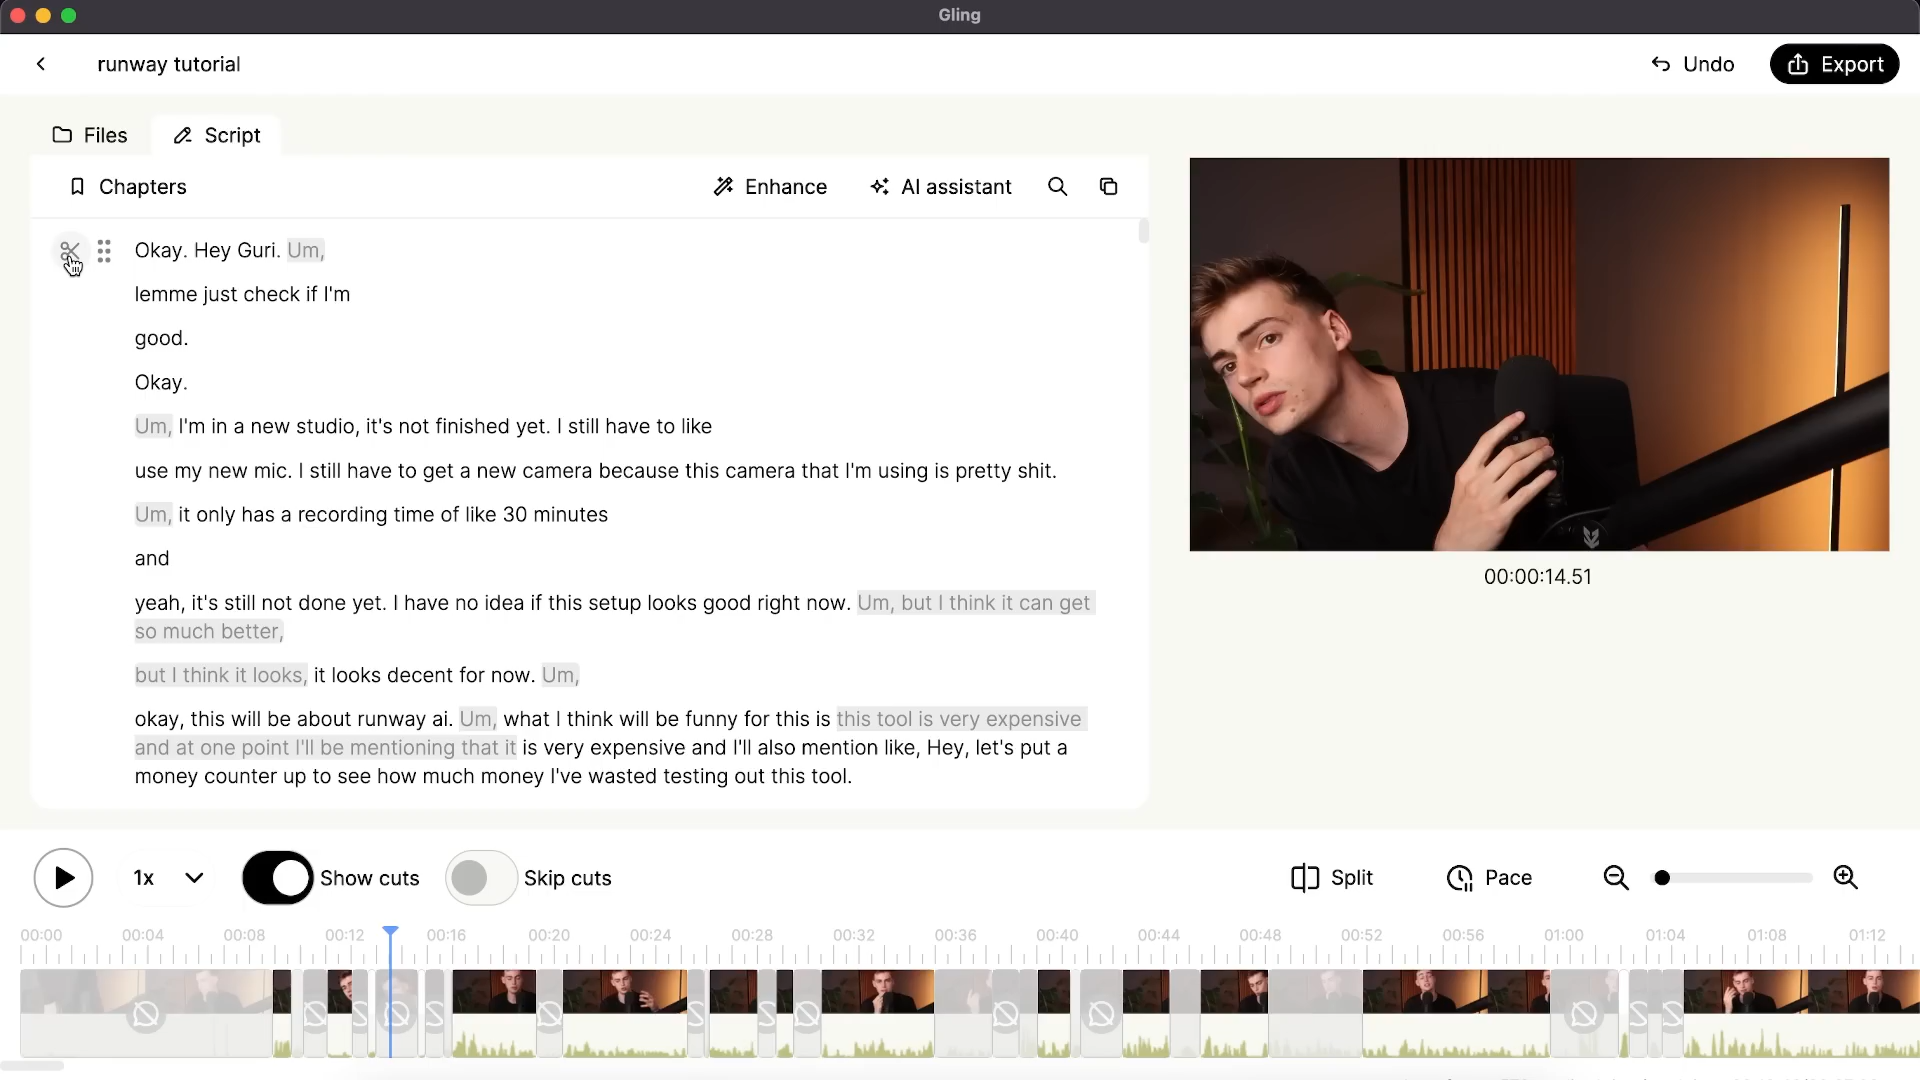 Gling
runway tutorial
Undo
Export
Files
Script
Chapters
Enhance
AI assistant
Okay. Hey Guri. Um,
lemme just check if I'm
good.
Okay.
Um, I'm in a new studio, it's not finished yet. I still have to like
use my new mic. I still have to get a new camera because this camera that I'm using is pretty shit.
Um, it only has a recording time of like 30 minutes
and
yeah, it's still not done yet. I have no idea if this setup looks good right now. Um, but I think it can get
so much better,
but I think it looks, it looks decent for now. Um,
okay, this will be about runway ai. Um, what I think will be funny for this is this tool is very expensive
and at one point I'll be mentioning that it is very expensive and I'll also mention like, Hey, let's put a
money counter up to see how much money I've wasted testing out this tool.
00:00:14.51
1x
Show cuts
Skip cuts
Split
Pace
00:00 00:04 00:08 00:12 00:16 00:20 00:24 00:28 00:32 00:36 00:40 00:44 00:48 00:52 00:56 01:00 01:04 01:08 01:12